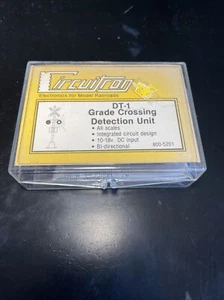 Circuitron
Electronics for Model Railroads
DT-1
Grade Crossing
Detection Unit
• All scales
• Integrated circuit design
• 10-18v. DC input
• Bi-directional
800-5201